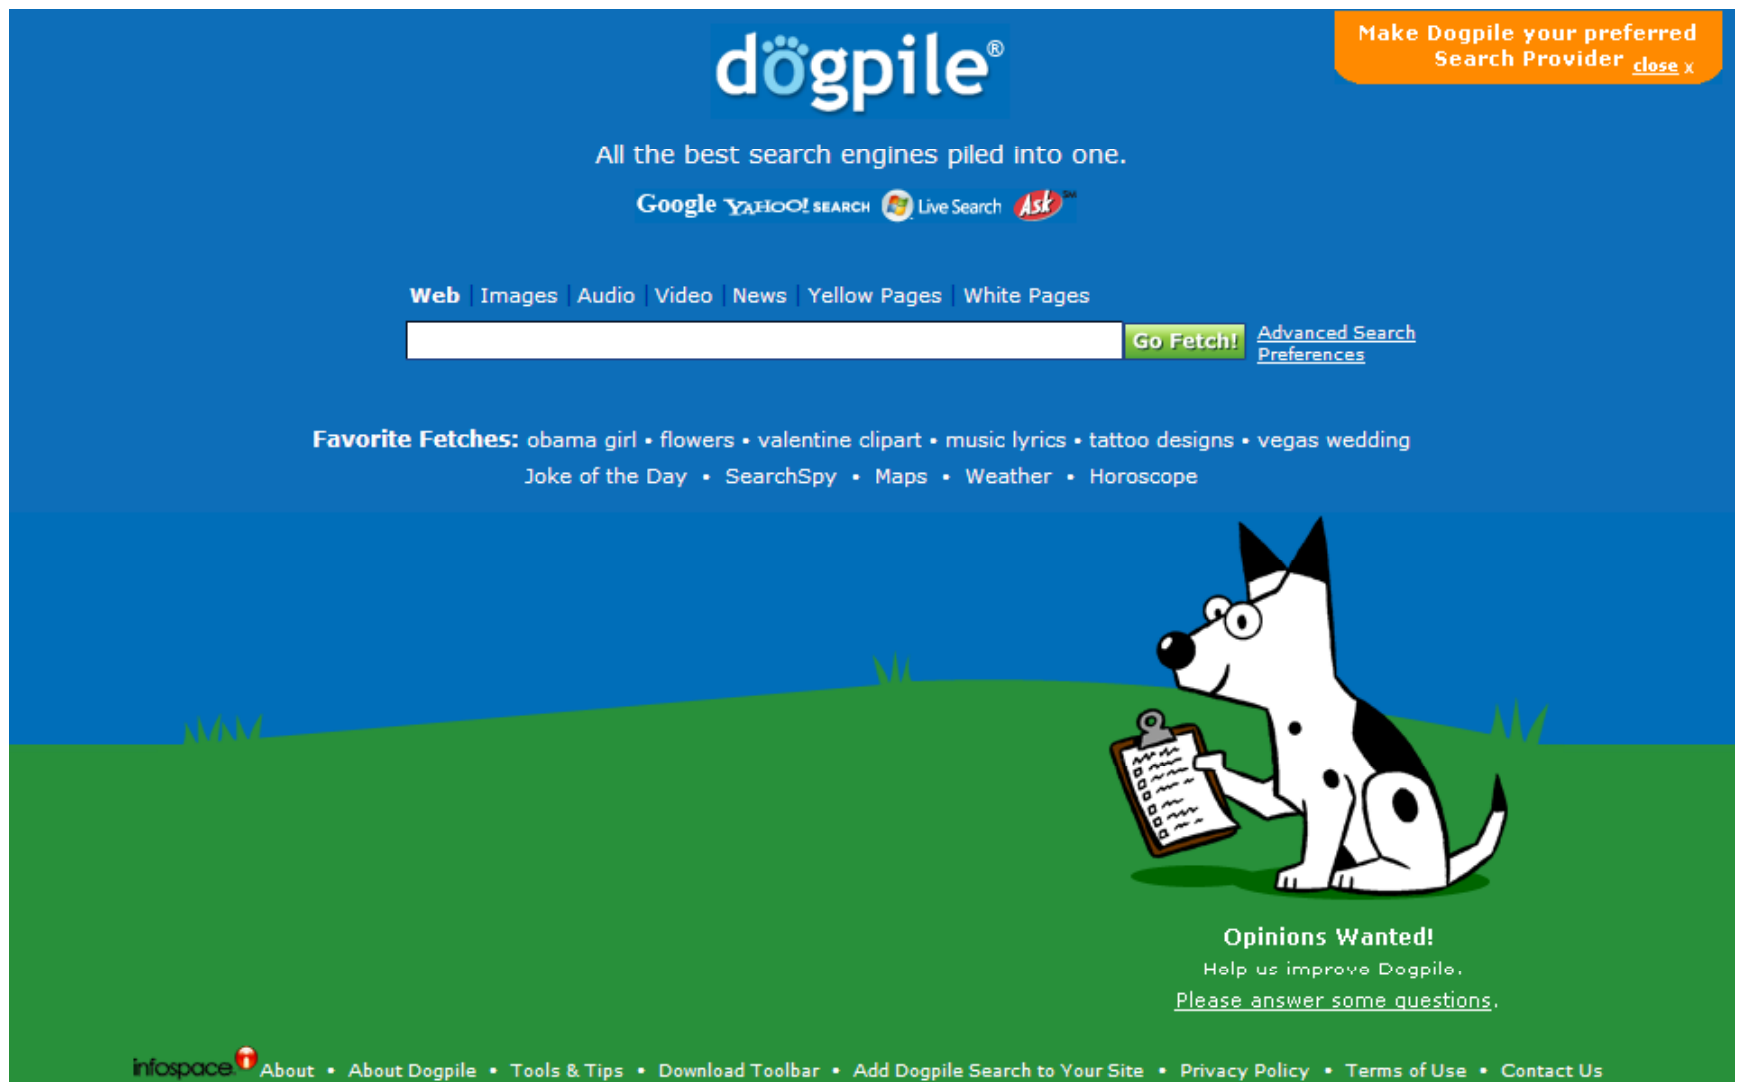 dogpile®
Make Dogpile your preferred
Search Provider close x
All the best search engines piled into one.
Google YAHOO! SEARCH Live Search Ask SM
Web | Images | Audio | Video | News | Yellow Pages | White Pages
Go Fetch!
Advanced Search
Preferences
Favorite Fetches: obama girl • flowers • valentine clipart • music lyrics • tattoo designs • vegas wedding
Joke of the Day • SearchSpy • Maps • Weather • Horoscope
Opinions Wanted!
Help us improve Dogpile.
Please answer some questions.
infospace. About • About Dogpile • Tools & Tips • Download Toolbar • Add Dogpile Search to Your Site • Privacy Policy • Terms of Use • Contact Us